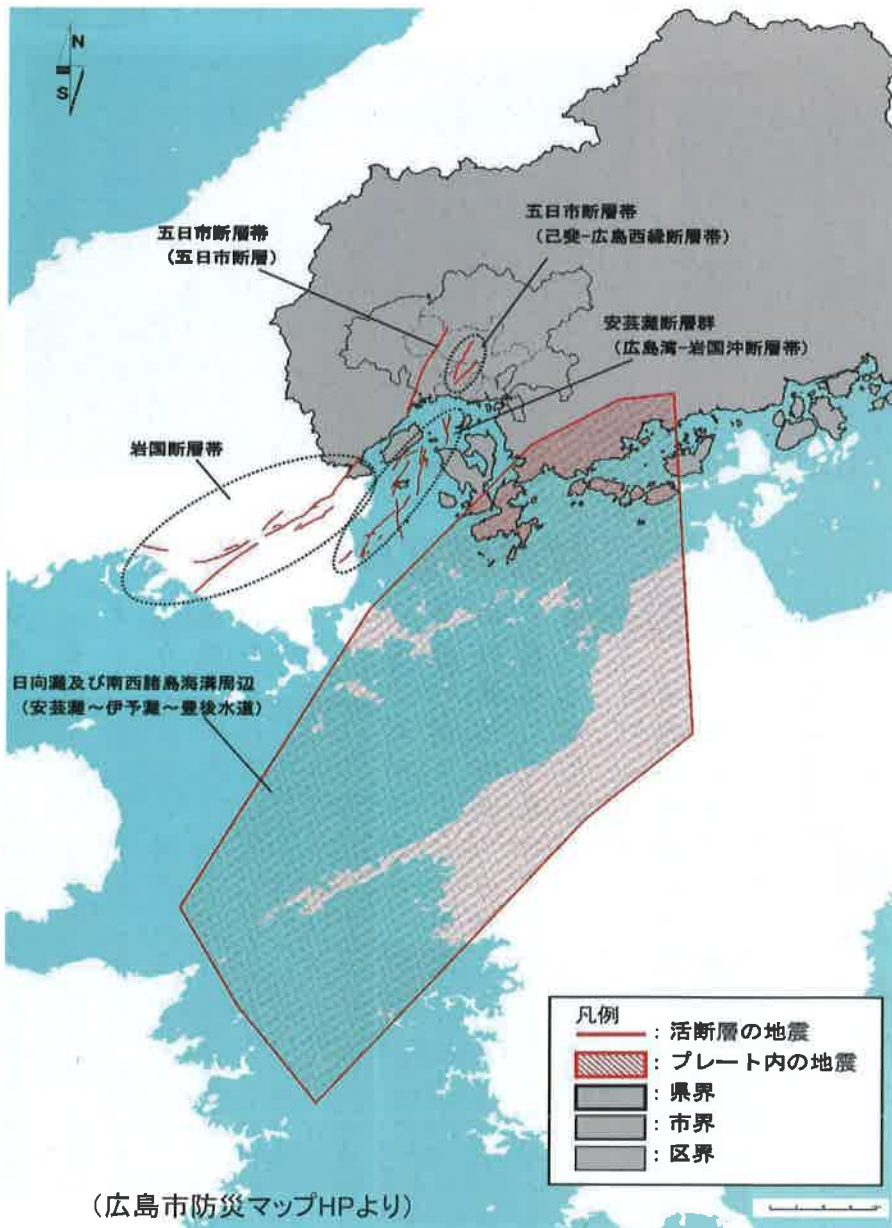 N
S
五日市断層帯
(己斐-広島西縁断層帯)
五日市断層帯
(五日市断層)
安芸灘断層群
(広島湾-岩国沖断層帯)
岩国断層帯
日向灘及び南西諸島海溝周辺
(安芸灘~伊予灘~豊後水道)
凡例
: 活断層の地震
: プレート内の地震
: 県界
: 市界
: 区界
(広島市防災マップHPより)